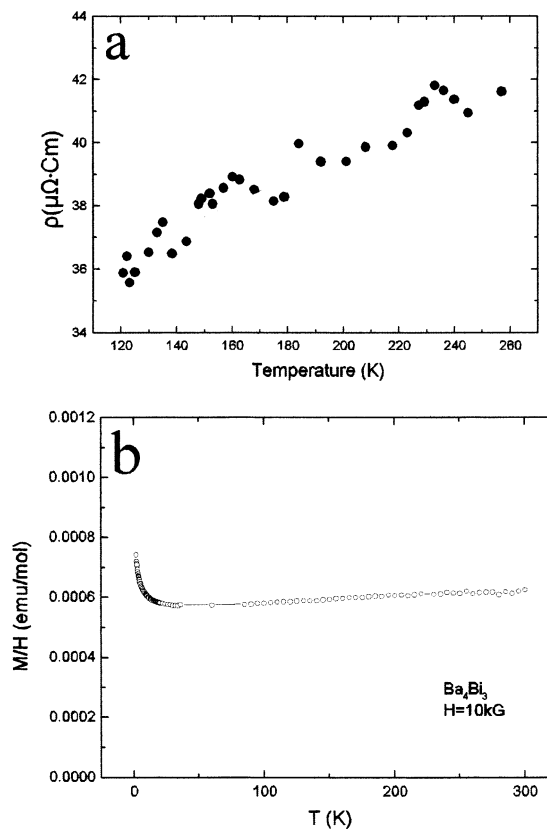 a
44
42
40
38
36
34
ρ(μΩ·Cm)
120 140 160 180 200 220 240 260
Temperature (K)
b
0.0012
0.0010
0.0008
0.0006
0.0004
0.0002
0.0000
M/H (emu/mol)
Ba₄Bi₃
H=10kG
0 100 200 300
T (K)